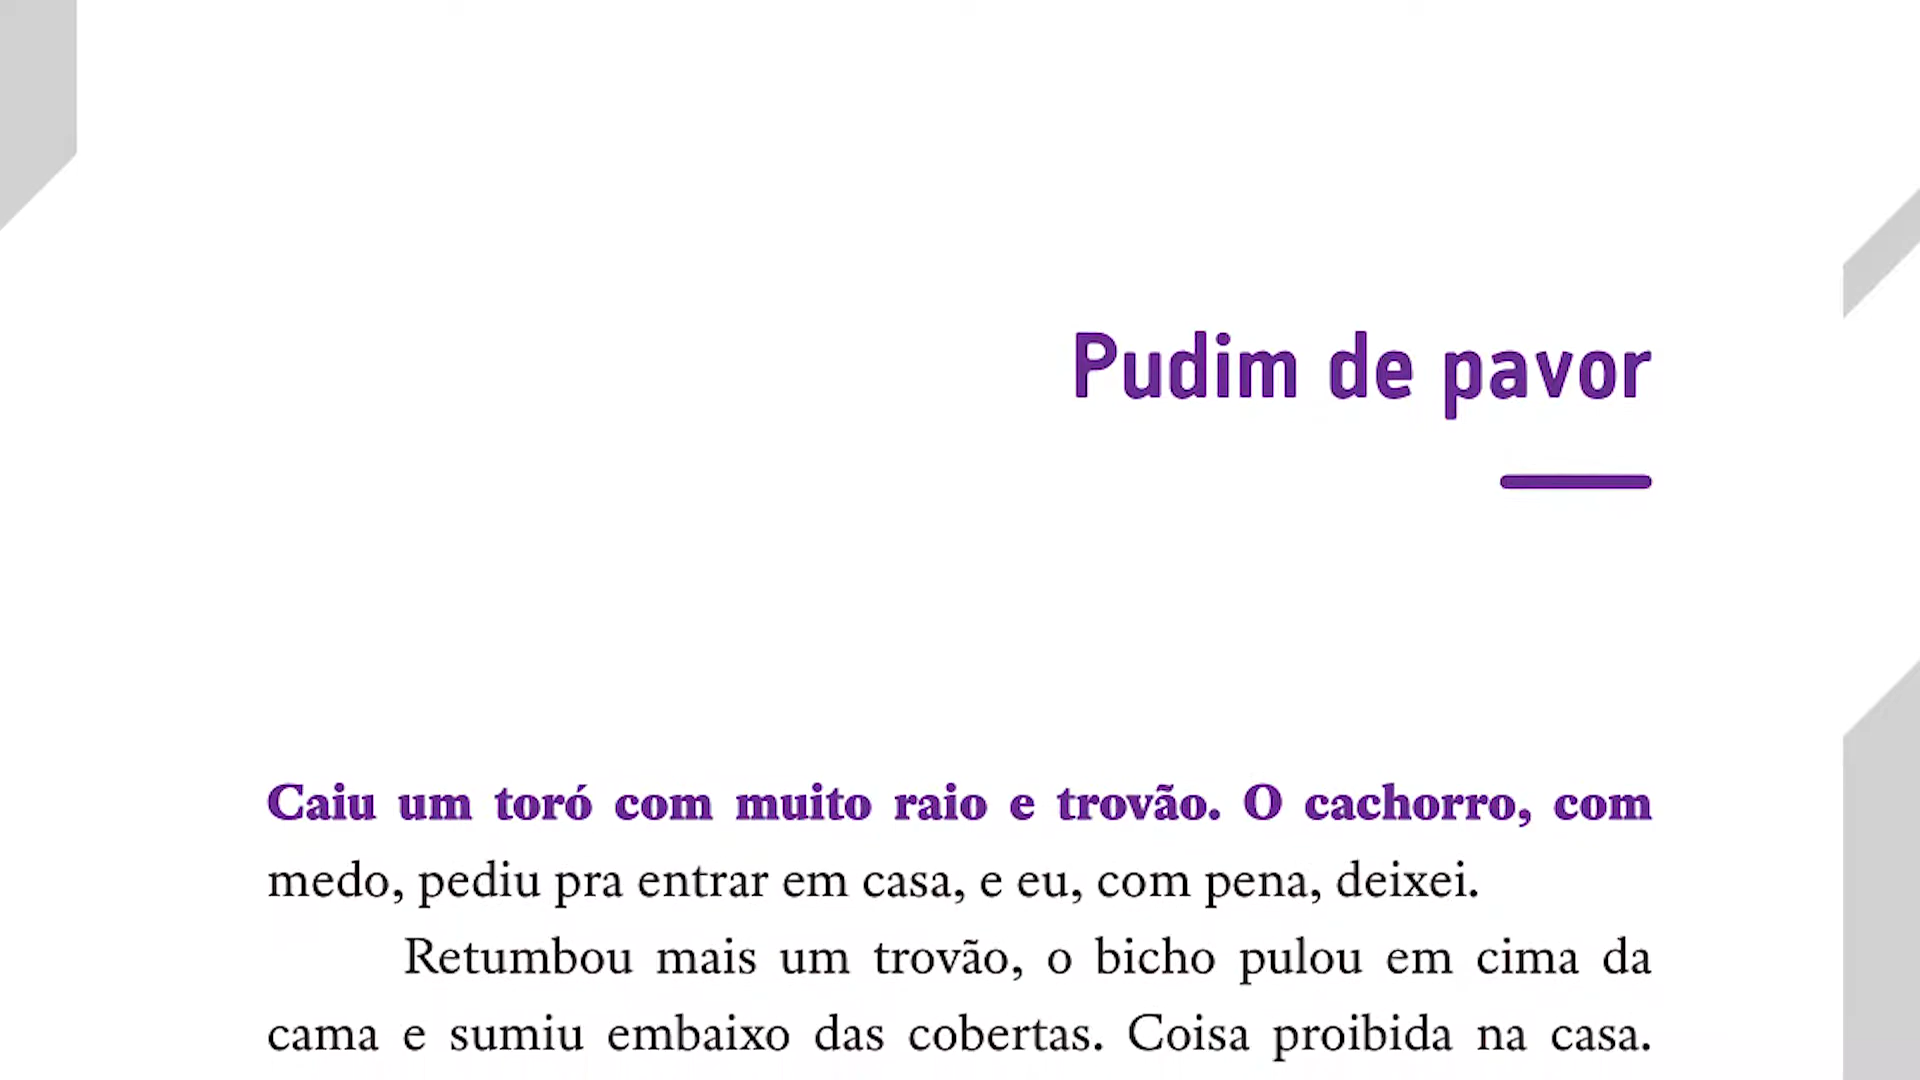 Pudim de pavor
Caiu um toró com muito raio e trovão. O cachorro, com
medo, pediu pra entrar em casa, e eu, com pena, deixei.
Retumbou mais um trovão, o bicho pulou em cima da
cama e sumiu embaixo das cobertas. Coisa proibida na casa.